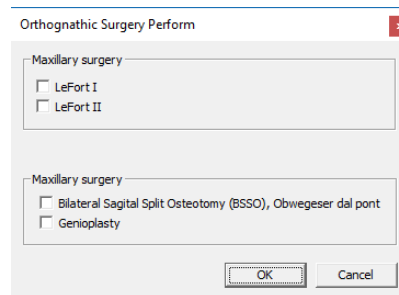 Orthognathic Surgery Perform
Maxillary surgery
LeFort I
LeFort II
Maxillary surgery
Bilateral Sagital Split Osteotomy (BSSO), Obwegeser dal pont
Genioplasty
OK Cancel